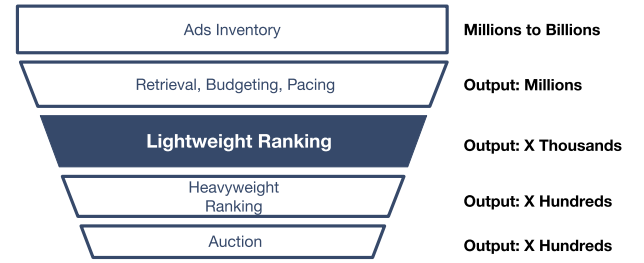 Ads Inventory
Millions to Billions
Retrieval, Budgeting, Pacing
Output: Millions
Lightweight Ranking
Output: X Thousands
Heavyweight
Ranking
Output: X Hundreds
Auction
Output: X Hundreds